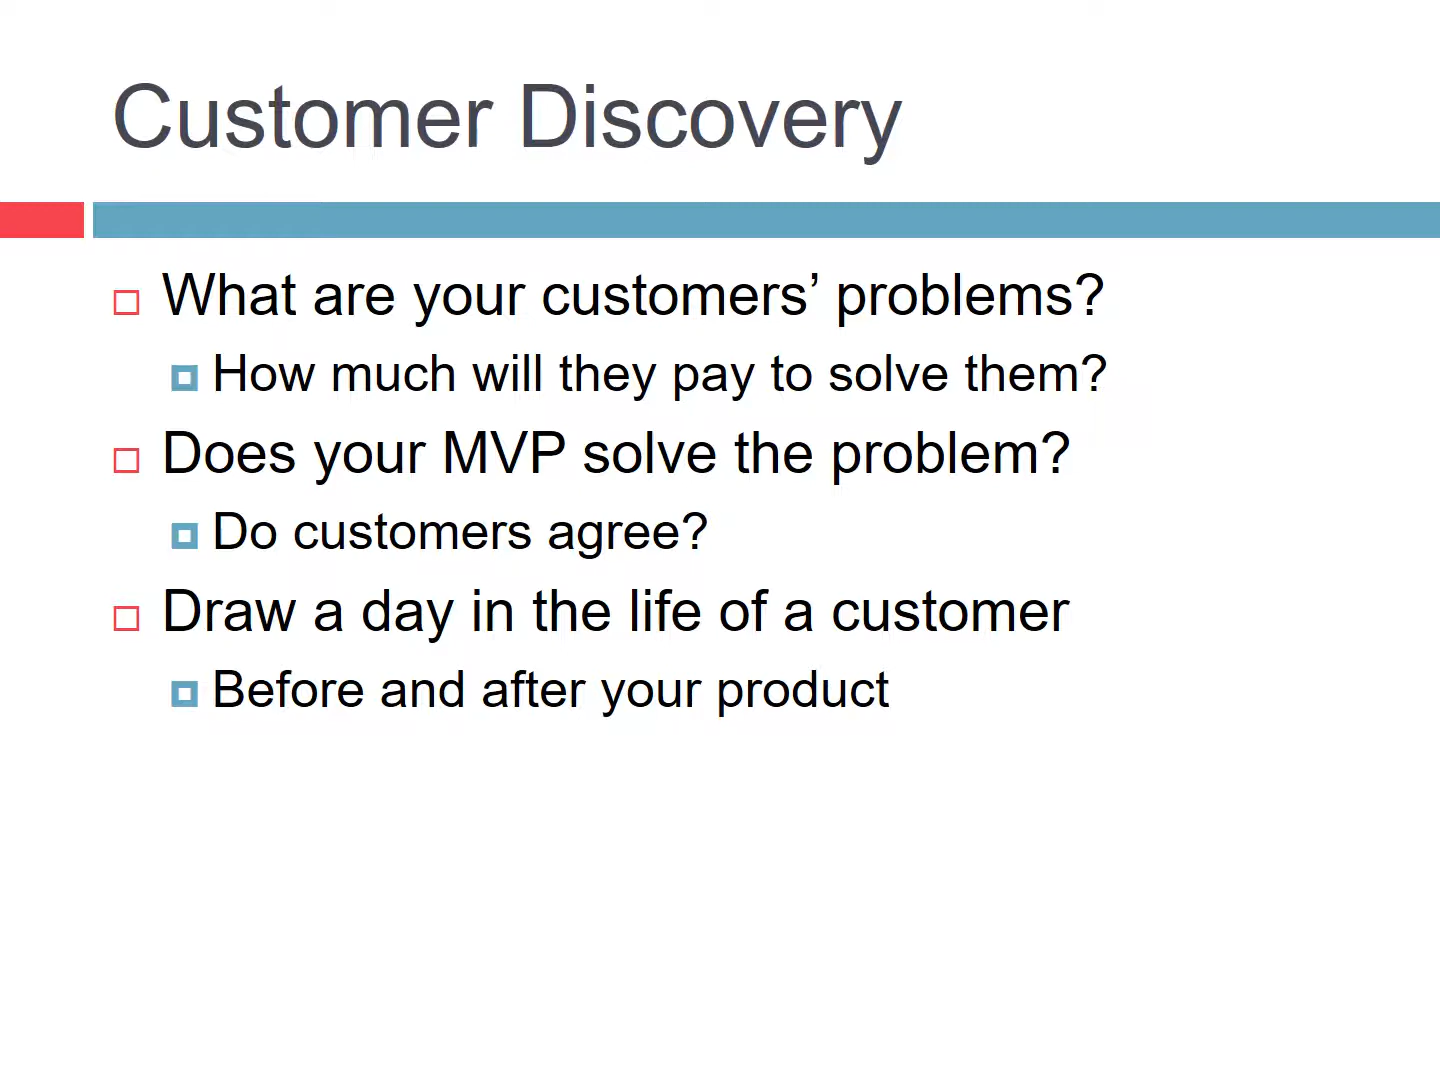 Customer Discovery
What are your customers’ problems?
How much will they pay to solve them?
Does your MVP solve the problem?
Do customers agree?
Draw a day in the life of a customer
Before and after your product